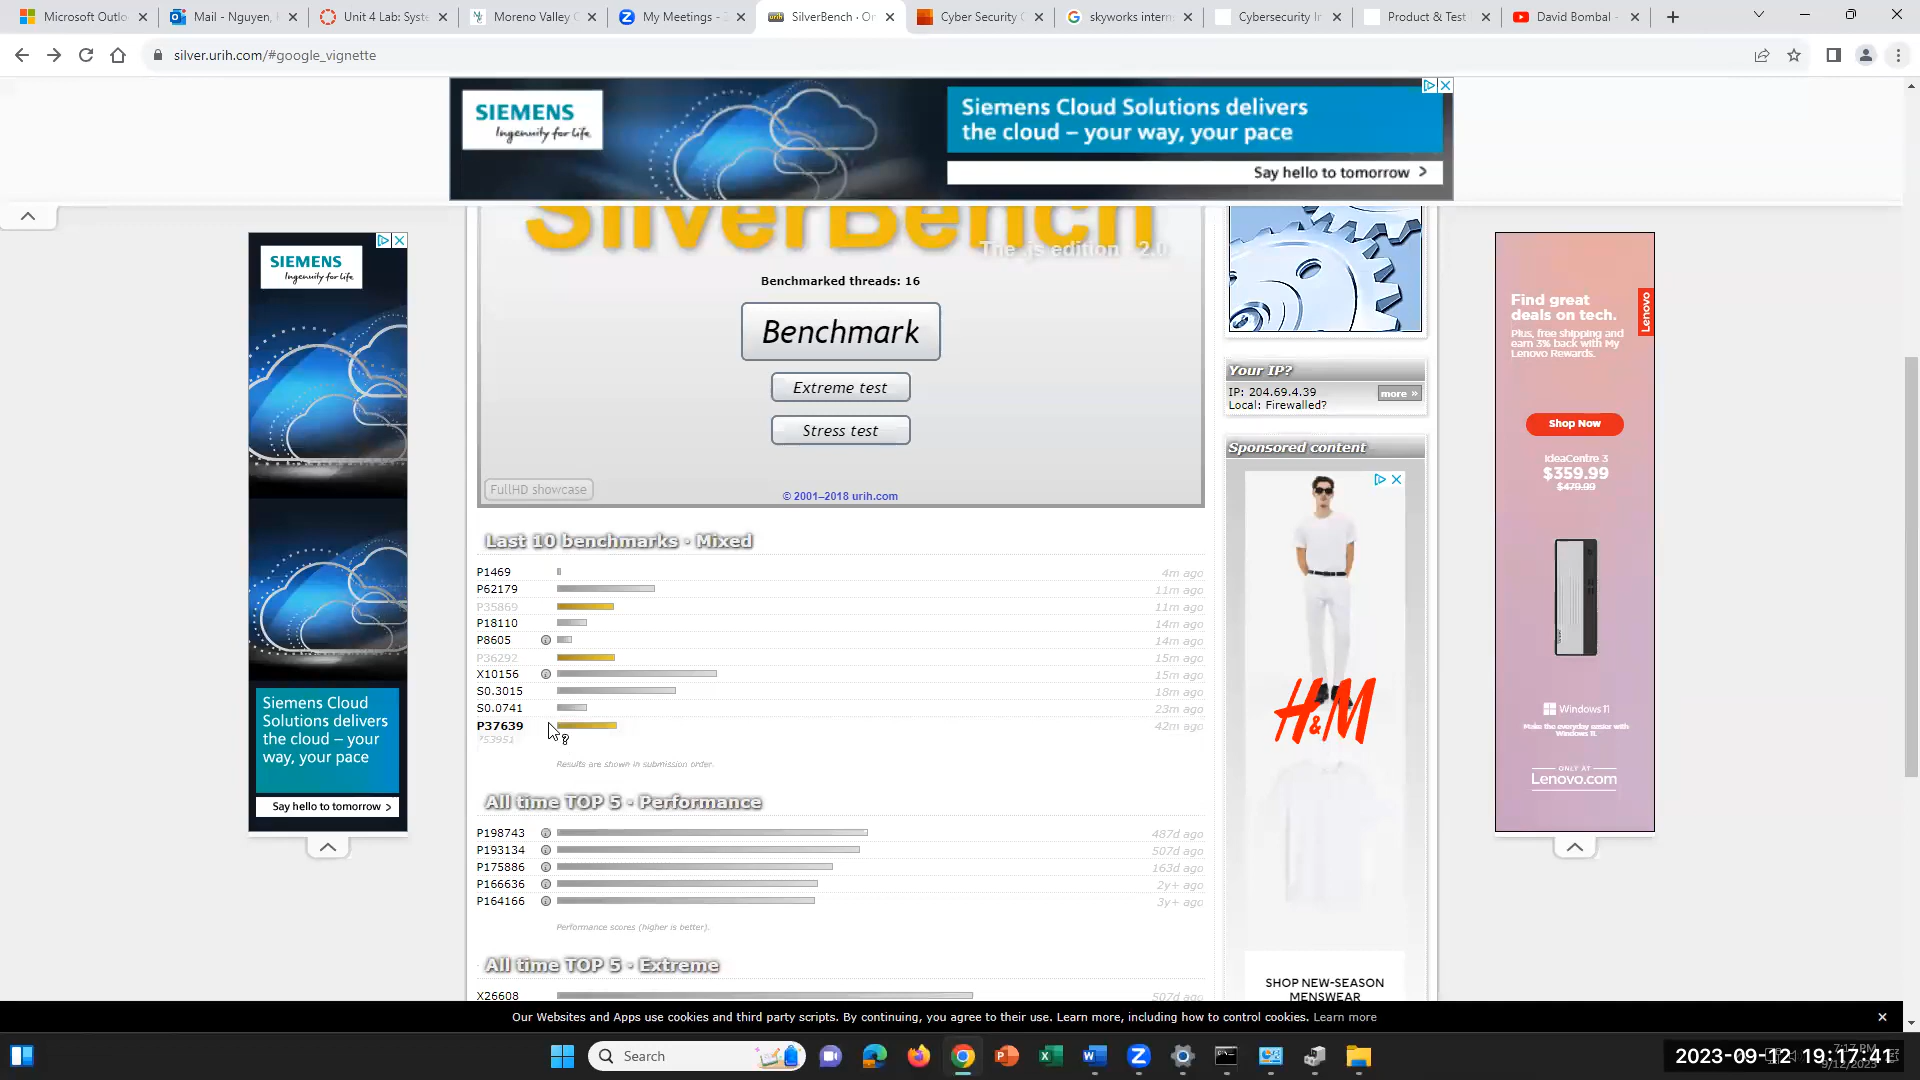 Microsoft Outlo
Mail - Nguyen,
Unit 4 Lab: Syst
Moreno Valley C
My Meetings -
SilverBench · On
Cyber Security
skyworks intern
Cybersecurity I
Product & Test
David Bombal -
silver.urih.com/#google_vignette
SIEMENS
Ingenuity for life
Siemens Cloud Solutions delivers
the cloud – your way, your pace
Say hello to tomorrow >
SIEMENS
Ingenuity for life
Siemens Cloud
Solutions delivers
the cloud – your
way, your pace
Say hello to tomorrow >
SilverBench
The .js edition · 2.0
Benchmarked threads: 16
Benchmark
Extreme test
Stress test
FullHD showcase
© 2001–2018 urih.com
Last 10 benchmarks · Mixed
P1469 4m ago
P62179 11m ago
P35869 11m ago
P18110 14m ago
P8605 14m ago
P36292 15m ago
X10156 15m ago
S0.3015 18m ago
S0.0741 23m ago
P37639 42m ago
?53951
Results are shown in submission order.
All time TOP 5 · Performance
P198743 487d ago
P193134 507d ago
P175886 163d ago
P166636 2y+ ago
P164166 3y+ ago
Performance scores (higher is better).
All time TOP 5 · Extreme
X26608 507d ago
Your IP?
IP: 204.69.4.39
more »
Local: Firewalled?
Sponsored content
H&M
SHOP NEW-SEASON
MENSWEAR
Find great
deals on tech.
Lenovo
Plus, free shipping and
earn 3% back with My
Lenovo Rewards.
Shop Now
IdeaCentre 3
$359.99
$479.99
Windows 11
Make the everyday easier with
Windows 11.
ONLY AT
Lenovo.com
Our Websites and Apps use cookies and third party scripts. By continuing, you agree to their use. Learn more, including how to control cookies. Learn more
Search
2023-09-12 19:17:41
7:17 PM
9/12/2023